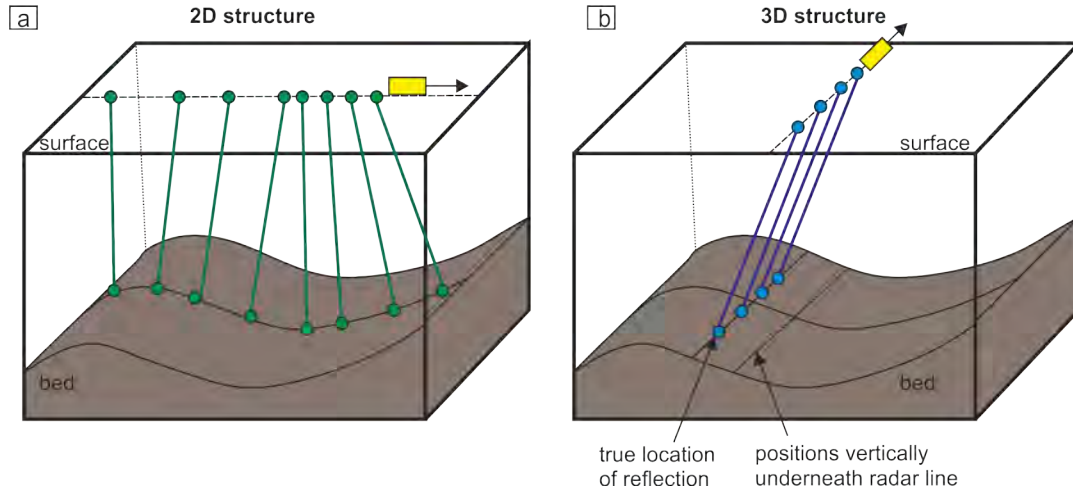 a
2D structure
surface
bed
b
3D structure
surface
bed
true location
of reflection
positions vertically
underneath radar line